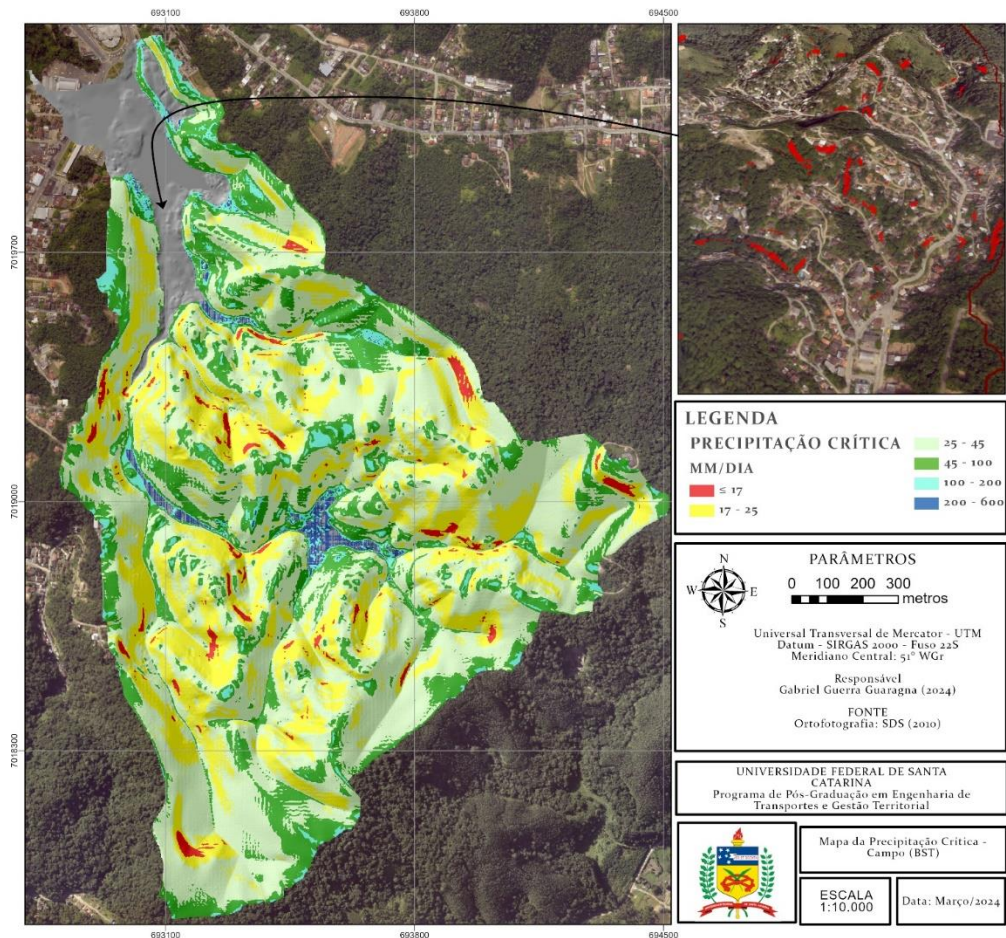 693100
693800
694500
7019700
7019000
7018300
693100
693800
694500
LEGENDA
PRECIPITAÇÃO CRÍTICA
MM/DIA
≤ 17
17 - 25
25 - 45
45 - 100
100 - 200
200 - 600
N
W
E
S
PARÂMETROS
0 100 200 300
metros
Universal Transversal de Mercator - UTM
Datum - SIRGAS 2000 - Fuso 22S
Meridiano Central: 51° WGr
Responsável
Gabriel Guerra Guaragna (2024)
FONTE
Ortofotografia: SDS (2010)
UNIVERSIDADE FEDERAL DE SANTA
CATARINA
Programa de Pós-Graduação em Engenharia de
Transportes e Gestão Territorial
Mapa da Precipitação Crítica -
Campo (BST)
ESCALA
1:10.000
Data: Março/2024